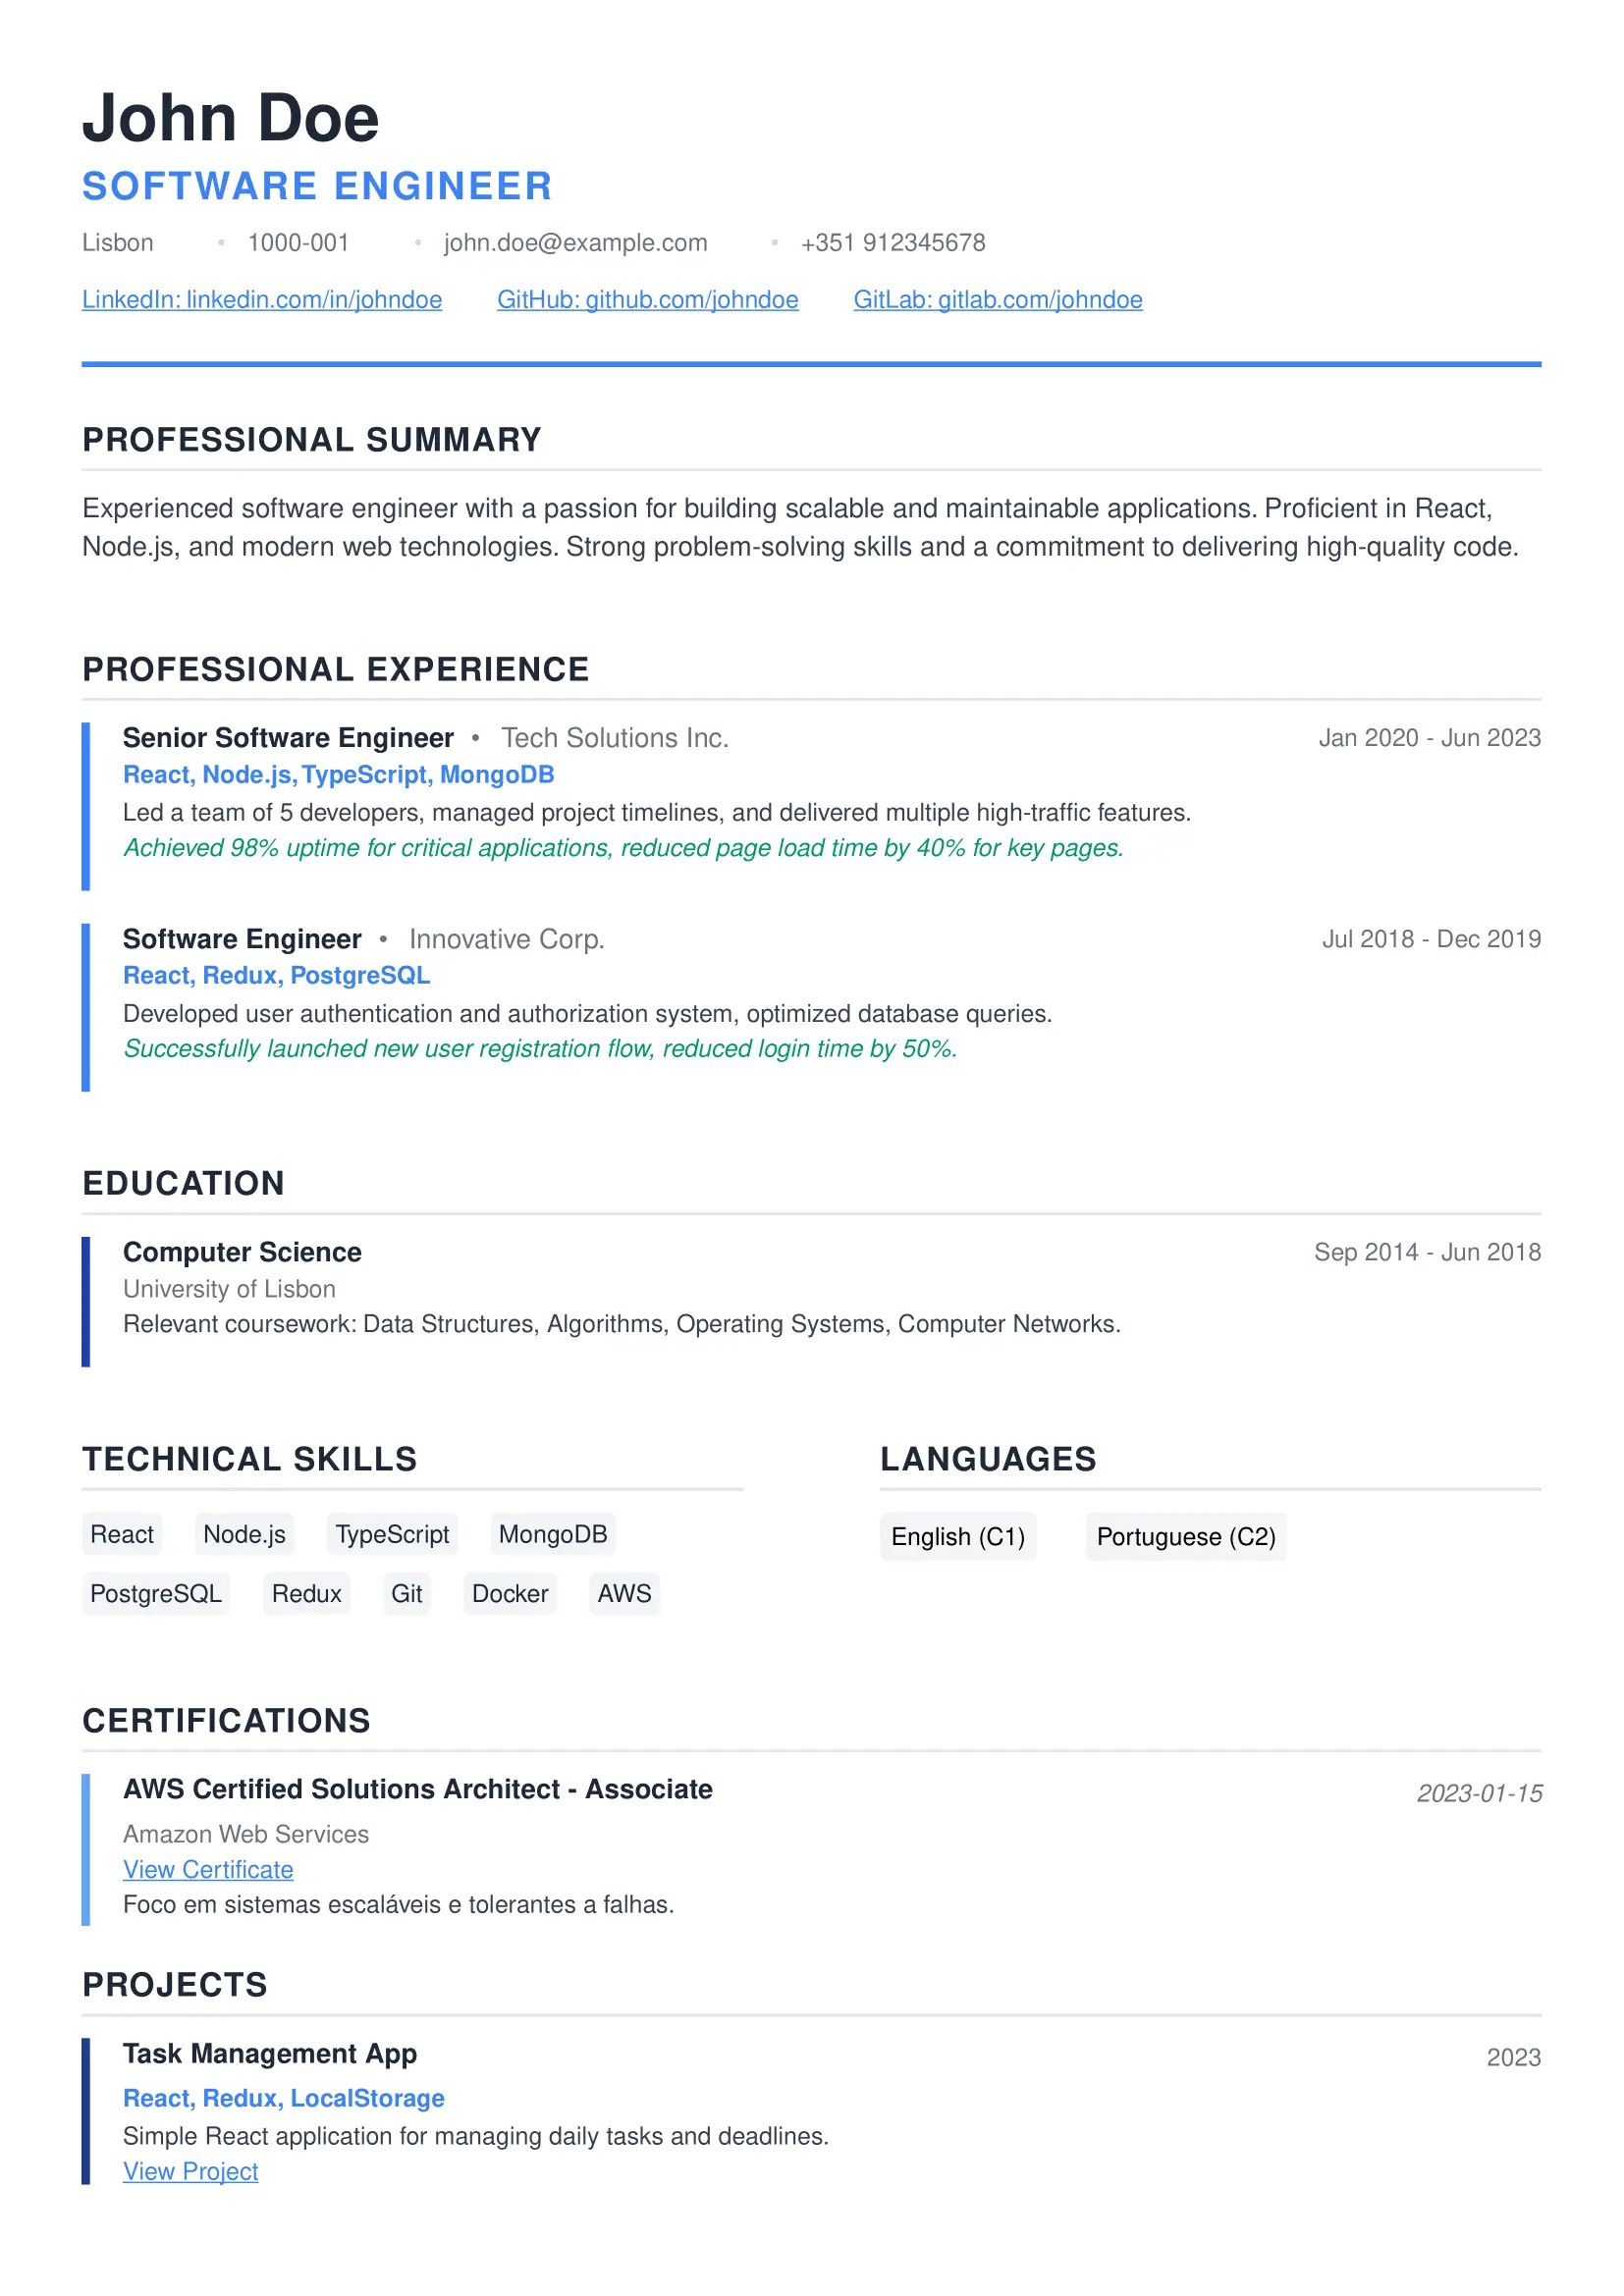 John Doe
SOFTWARE ENGINEER
Lisbon • 1000-001 • john.doe@example.com • +351 912345678
LinkedIn: linkedin.com/in/johndoe GitHub: github.com/johndoe GitLab: gitlab.com/johndoe
PROFESSIONAL SUMMARY
Experienced software engineer with a passion for building scalable and maintainable applications. Proficient in React,
Node.js, and modern web technologies. Strong problem-solving skills and a commitment to delivering high-quality code.
PROFESSIONAL EXPERIENCE
Senior Software Engineer • Tech Solutions Inc. Jan 2020 - Jun 2023
React, Node.js, TypeScript, MongoDB
Led a team of 5 developers, managed project timelines, and delivered multiple high-traffic features.
Achieved 98% uptime for critical applications, reduced page load time by 40% for key pages.
Software Engineer • Innovative Corp. Jul 2018 - Dec 2019
React, Redux, PostgreSQL
Developed user authentication and authorization system, optimized database queries.
Successfully launched new user registration flow, reduced login time by 50%.
EDUCATION
Computer Science Sep 2014 - Jun 2018
University of Lisbon
Relevant coursework: Data Structures, Algorithms, Operating Systems, Computer Networks.
TECHNICAL SKILLS
React Node.js TypeScript MongoDB
PostgreSQL Redux Git Docker AWS
LANGUAGES
English (C1) Portuguese (C2)
CERTIFICATIONS
AWS Certified Solutions Architect - Associate 2023-01-15
Amazon Web Services
View Certificate
Foco em sistemas escaláveis e tolerantes a falhas.
PROJECTS
Task Management App 2023
React, Redux, LocalStorage
Simple React application for managing daily tasks and deadlines.
View Project